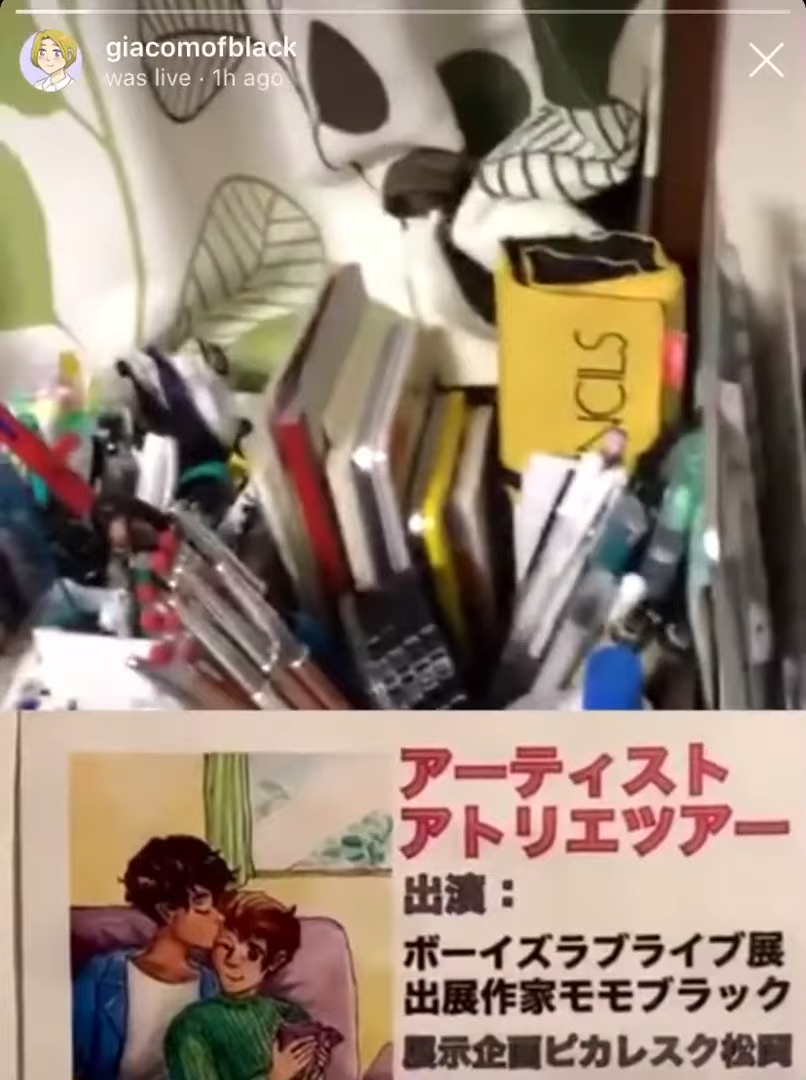 giacomofblack
was live · 1h ago
NCILS
アーティスト
アトリエツアー
出演：
ボーイズラブライブ展
出展作家モモブラック
展示企画ピカレスク松岡